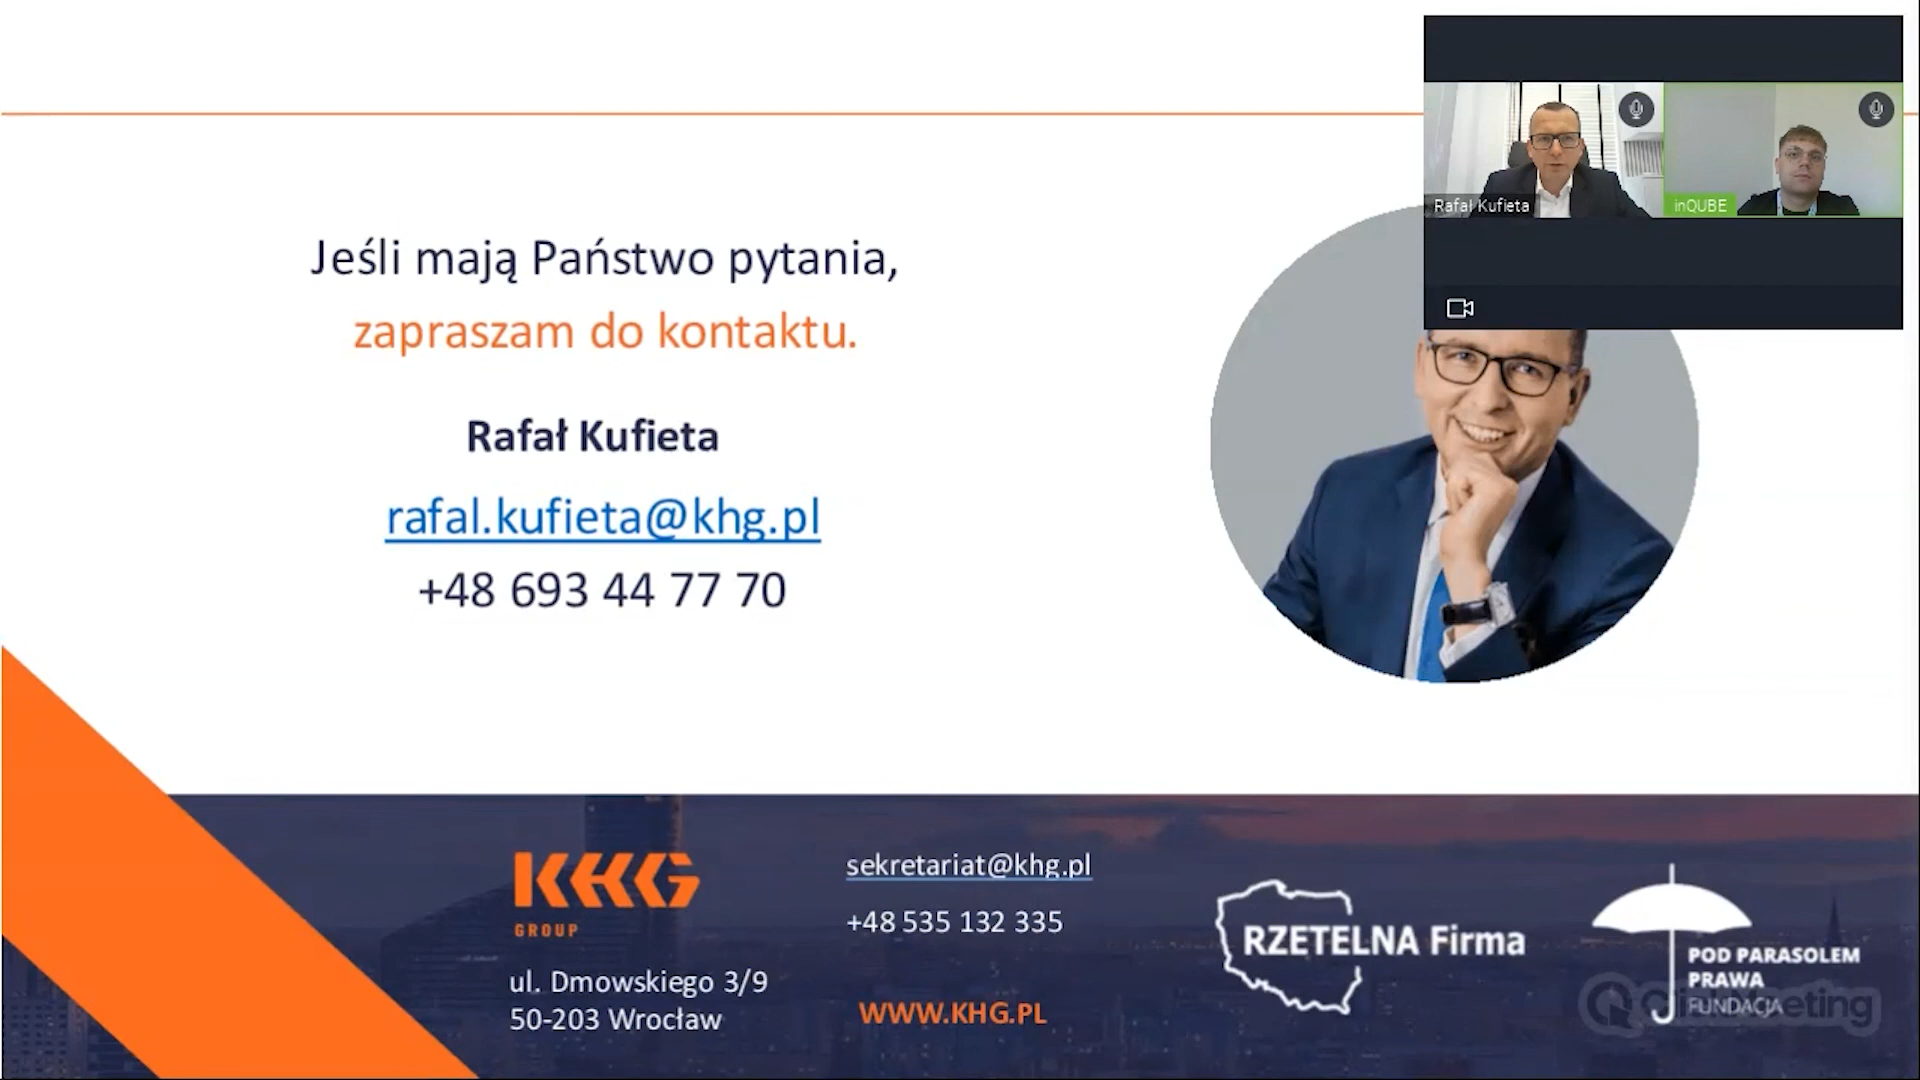 Rafał Kufieta
inQUBE
Jeśli mają Państwo pytania,
zapraszam do kontaktu.
Rafał Kufieta
rafal.kufieta@khg.pl
+48 693 44 77 70
KHG
GROUP
ul. Dmowskiego 3/9
50-203 Wrocław
sekretariat@khg.pl
+48 535 132 335
WWW.KHG.PL
RZETELNA Firma
POD PARASOLEM
PRAWA
FUNDACJA
ClickMeeting